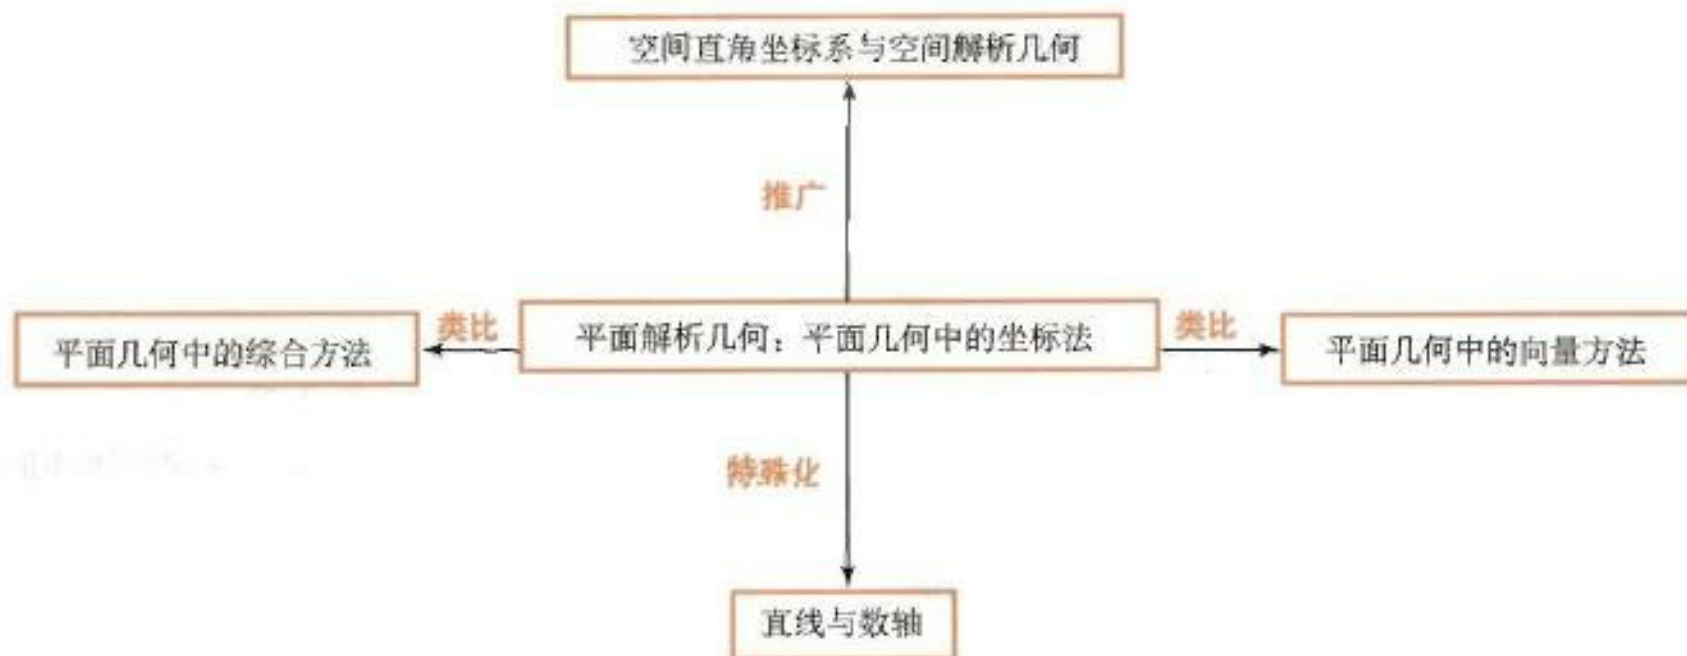 空间直角坐标系与空间解析几何
推广
平面几何中的综合方法
类比
平面解析几何：平面几何中的坐标法
类比
平面几何中的向量方法
特殊化
直线与数轴